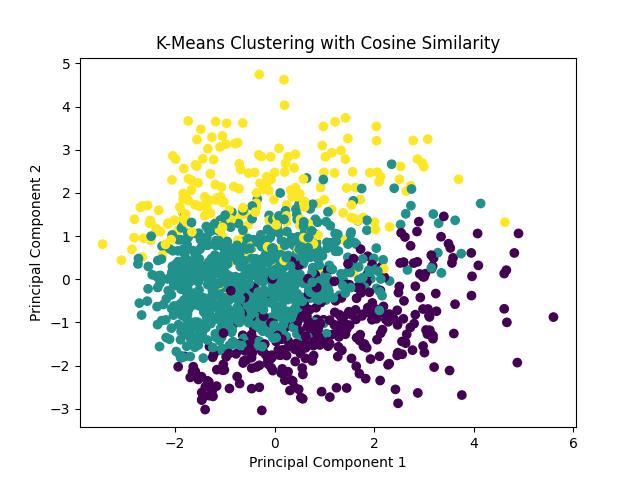 K-Means Clustering with Cosine Similarity
5
4
3
2
1
0
−1
−2
−3
Principal Component 2
−2 0 2 4 6
Principal Component 1